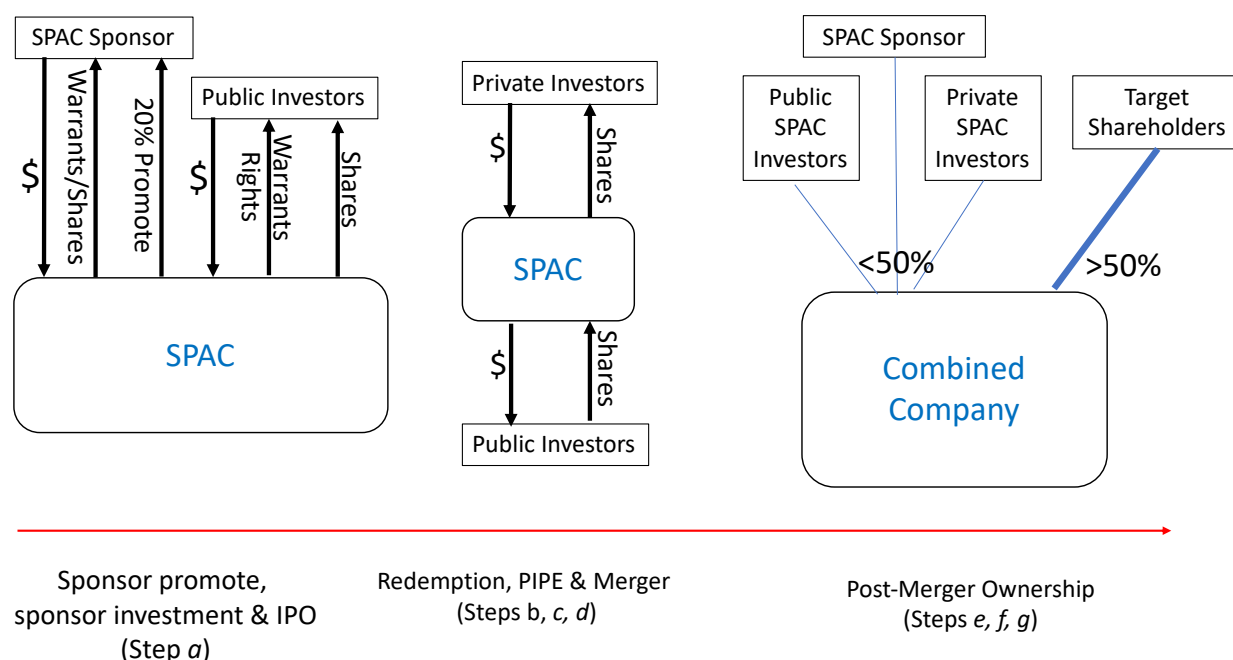 SPAC Sponsor
$
Warrants/Shares
20% Promote
Public Investors
$
Warrants
Rights
Shares
SPAC
Private Investors
$
Shares
SPAC
$
Shares
Public Investors
SPAC Sponsor
Public
SPAC
Investors
Private
SPAC
Investors
Target
Shareholders
<50%
>50%
Combined
Company
Sponsor promote,
sponsor investment & IPO
(Step a)
Redemption, PIPE & Merger
(Steps b, c, d)
Post-Merger Ownership
(Steps e, f, g)